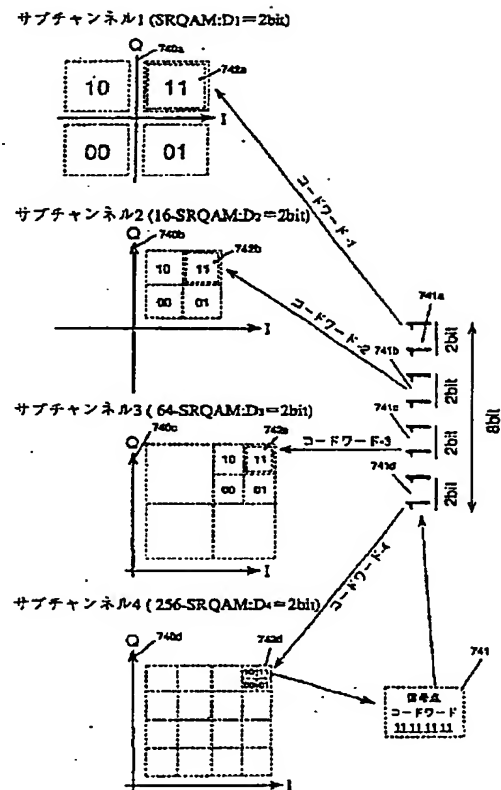 サブチャンネル1 (SRQAM:D1=2bit)
Q
740a
742a
10
11
I
00
01
コードワード-1
サブチャンネル2 (16-SRQAM:D2=2bit)
Q
740b
742b
10
11
00
01
I
コードワード-2
741a
2bit
741b
2bit
741c
2bit
741d
2bit
8bit
サブチャンネル3 ( 64-SRQAM:D3=2bit)
740c
Q
10
11
00
01
I
コードワード-3
コードワード-4
サブチャンネル4 ( 256-SRQAM:D4=2bit)
Q
740d
742d
I
741
信号点
コードワード
11 11 11 11